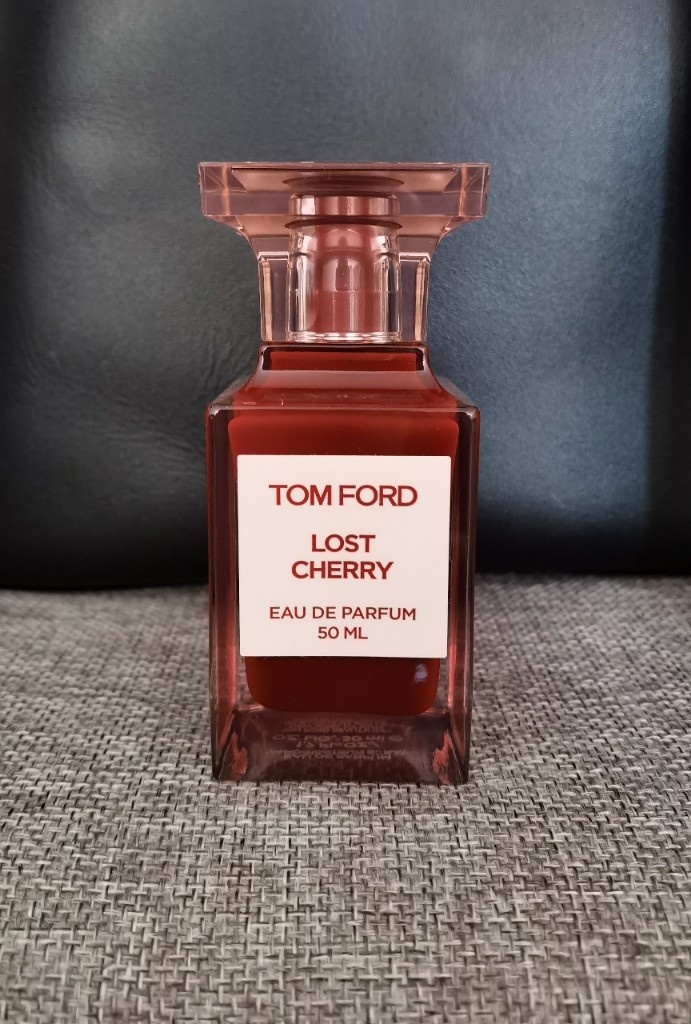 TOM FORD
LOST
CHERRY
EAU DE PARFUM
50 ML